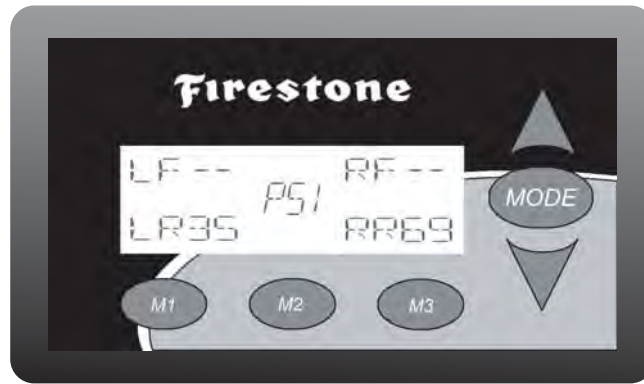 Firestone
LF-- RF--
PSI
LR35 RR69
MODE
M1 M2 M3